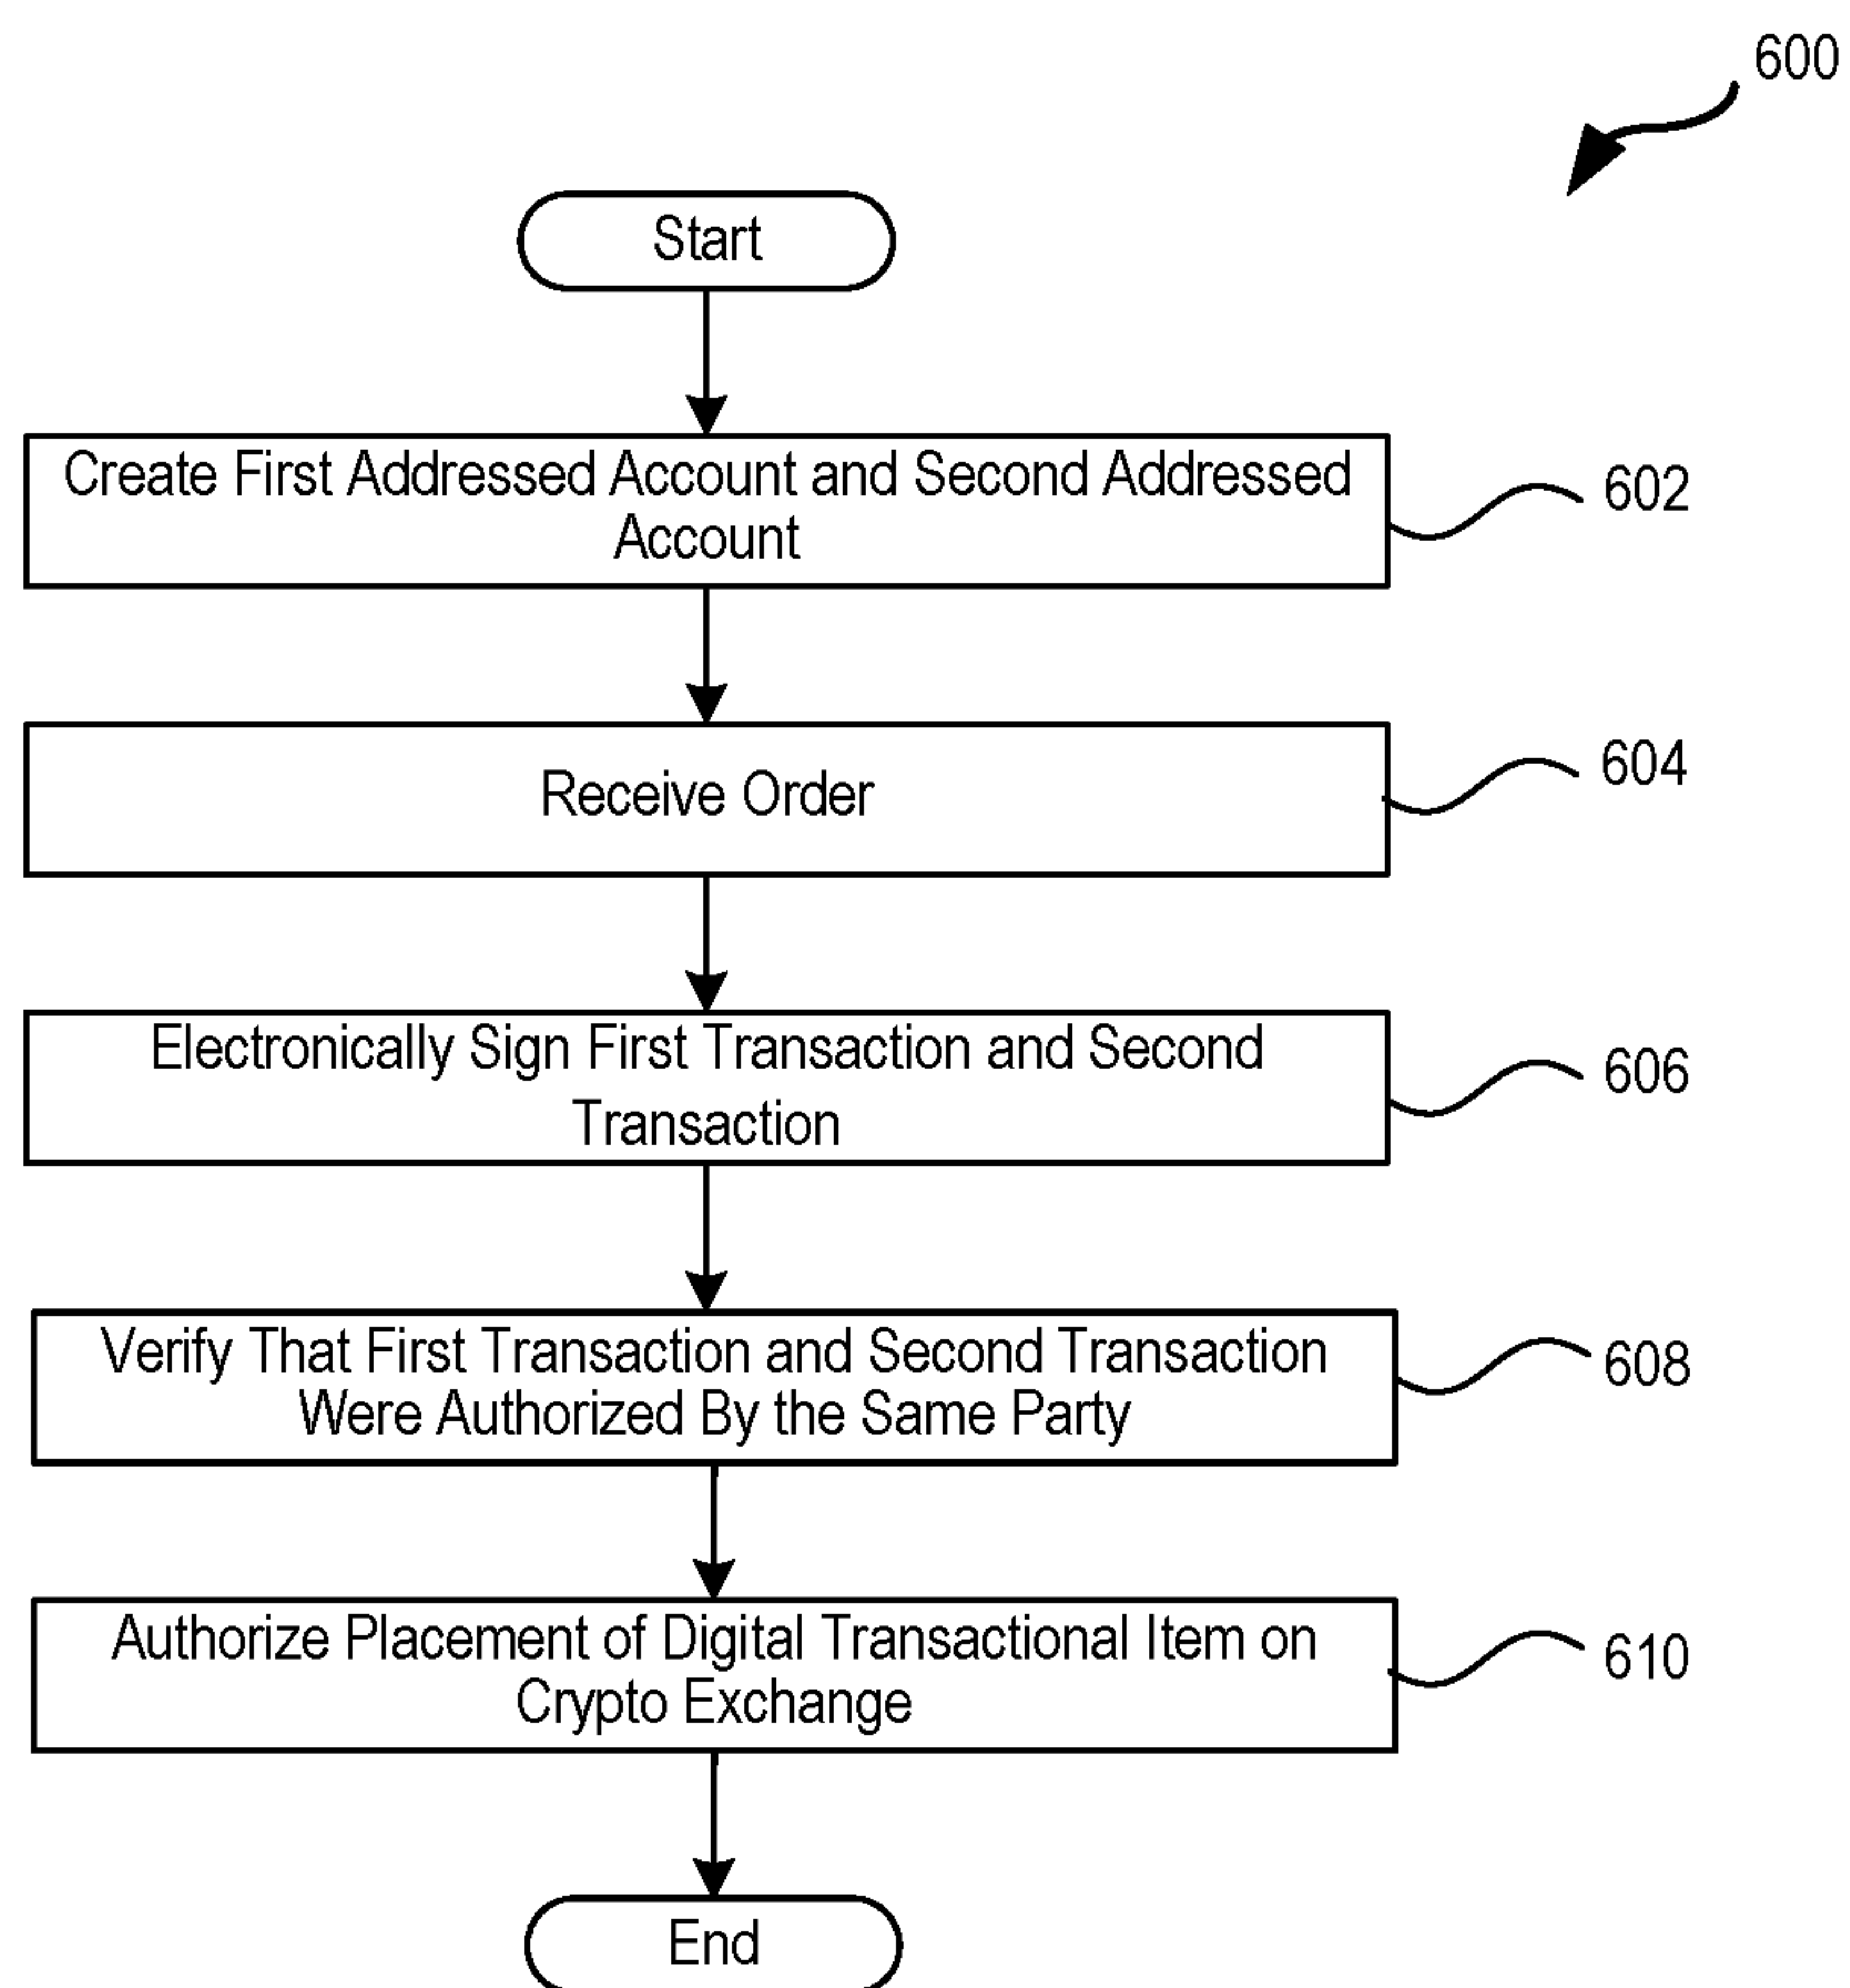 600
Start
Create First Addressed Account and Second Addressed
Account
602
Receive Order
604
Electronically Sign First Transaction and Second
Transaction
606
Verify That First Transaction and Second Transaction
Were Authorized By the Same Party
608
Authorize Placement of Digital Transactional Item on
Crypto Exchange
610
End